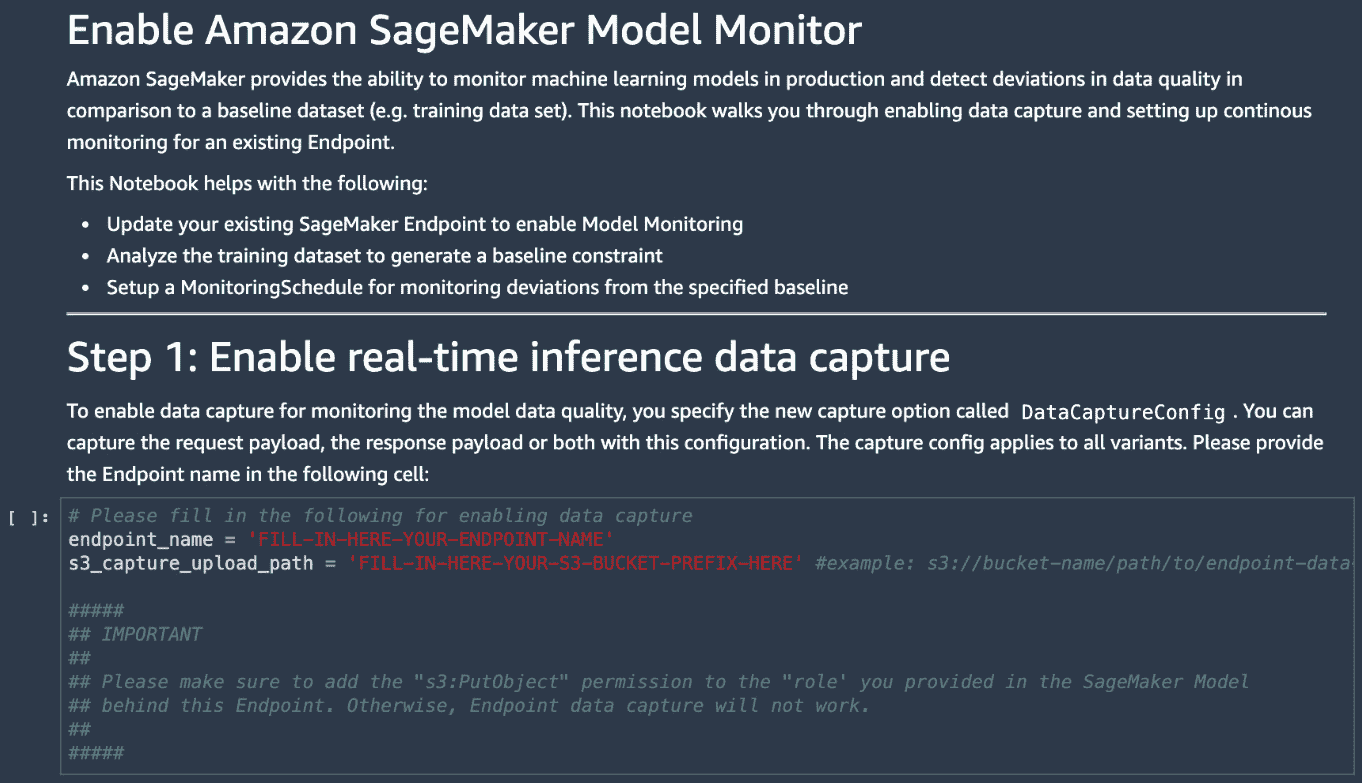 Enable Amazon SageMaker Model Monitor
Amazon SageMaker provides the ability to monitor machine learning models in production and detect deviations in data quality in
comparison to a baseline dataset (e.g. training data set). This notebook walks you through enabling data capture and setting up continous
monitoring for an existing Endpoint.
This Notebook helps with the following:
• Update your existing SageMaker Endpoint to enable Model Monitoring
• Analyze the training dataset to generate a baseline constraint
• Setup a MonitoringSchedule for monitoring deviations from the specified baseline
Step 1: Enable real-time inference data capture
To enable data capture for monitoring the model data quality, you specify the new capture option called DataCaptureConfig . You can
capture the request payload, the response payload or both with this configuration. The capture config applies to all variants. Please provide
the Endpoint name in the following cell:
[ ]: # Please fill in the following for enabling data capture
endpoint_name = 'FILL-IN-HERE-YOUR-ENDPOINT-NAME'
s3_capture_upload_path = 'FILL-IN-HERE-YOUR-S3-BUCKET-PREFIX-HERE' #example: s3://bucket-name/path/to/endpoint-data-
#####
## IMPORTANT
##
## Please make sure to add the "s3:PutObject" permission to the "role' you provided in the SageMaker Model
## behind this Endpoint. Otherwise, Endpoint data capture will not work.
##
#####